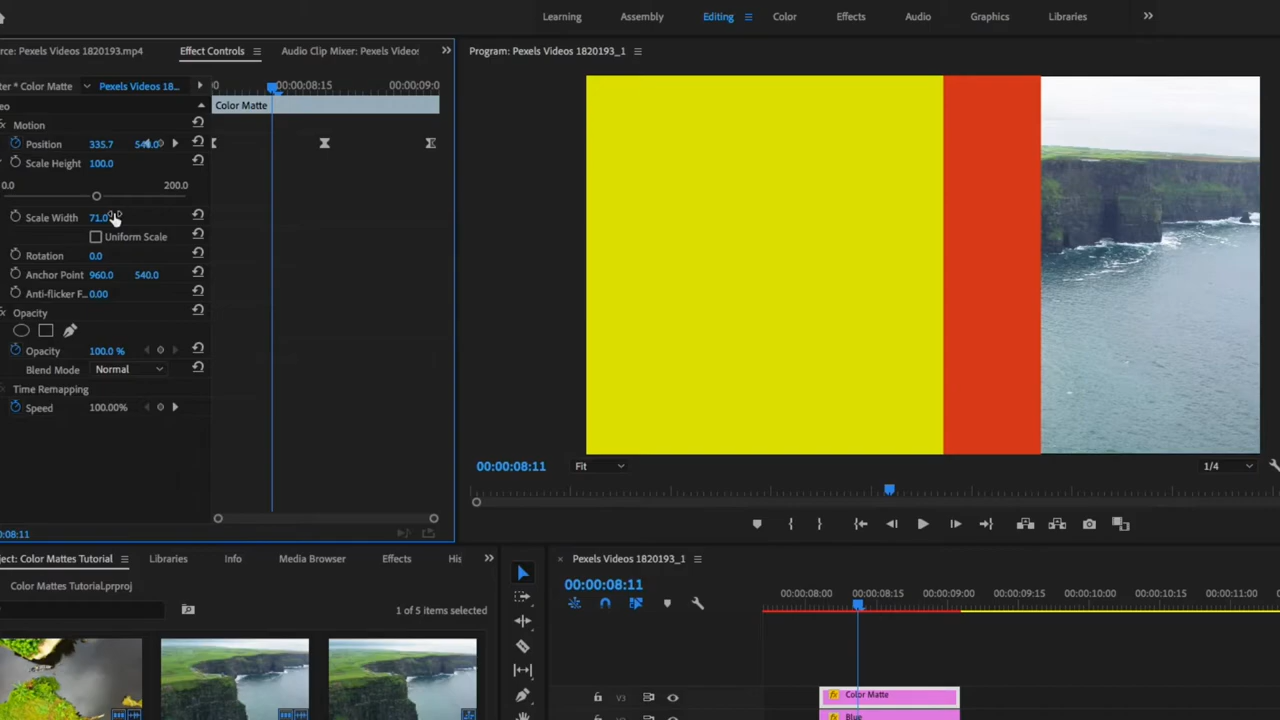 Learning Assembly Editing Color Effects Audio Graphics Libraries
rce: Pexels Videos 1820193.mp4 Effect Controls Audio Clip Mixer: Pexels Videos Program: Pexels Videos 1820193_1
ter * Color Matte Pexels Videos 18... 00:00:08:15 00:00:09:0
eo Color Matte
Motion
Position 335.7
Scale Height 100.0
0.0 200.0
Scale Width 71.0
Uniform Scale
Rotation 0.0
Anchor Point 960.0 540.0
Anti-flicker F... 0.00
Opacity
Opacity 100.0 %
Blend Mode Normal
Time Remapping
Speed 100.00%
00:00:08:11 Fit 1/4
0:08:11
ject: Color Mattes Tutorial Libraries Info Media Browser Effects His
Pexels Videos 1820193_1
Color Mattes Tutorial.prproj
00:00:08:11
1 of 5 items selected
00:00:08:00 00:00:08:15 00:00:09:00 00:00:09:15 00:00:10:00 00:00:10:15 00:00:11:00
V3 fx Color Matte
fx Blue